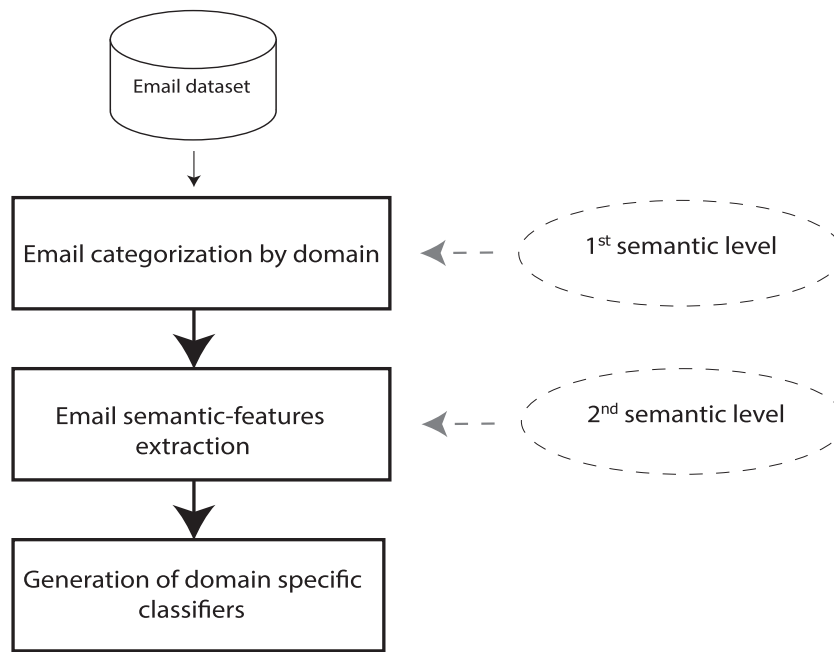 Email dataset
Email categorization by domain
1st semantic level
Email semantic-features
extraction
2nd semantic level
Generation of domain specific
classifiers